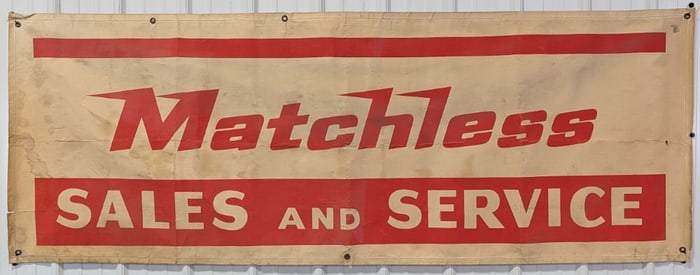 Matchless
SALES AND SERVICE